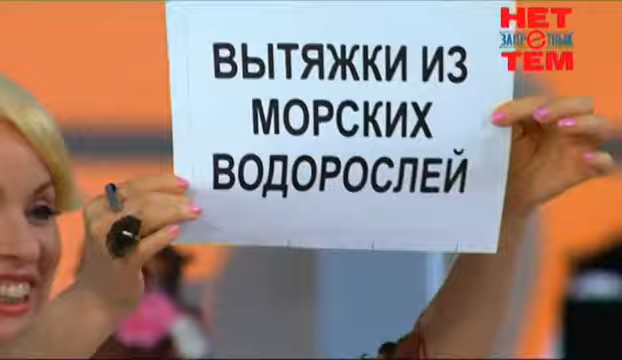 НЕТ
ЗАПРЕТНЫХ
ТЕМ
ВЫТЯЖКИ ИЗ
МОРСКИХ
ВОДОРОСЛЕЙ